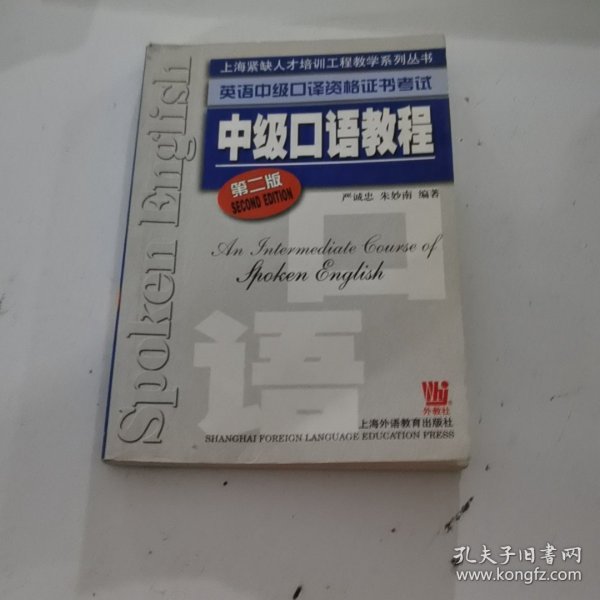 Spoken English
上海紧缺人才培训工程教学系列丛书
英语中级口译资格证书考试
中级口语教程
第二版
SECOND EDITION
严诚忠 朱妙南 编著
An Intermediate Course of
Spoken English
口
语
Whj
外教社
上海外语教育出版社
SHANGHAI FOREIGN LANGUAGE EDUCATION PRESS
孔夫子旧书网
www.kongfz.com